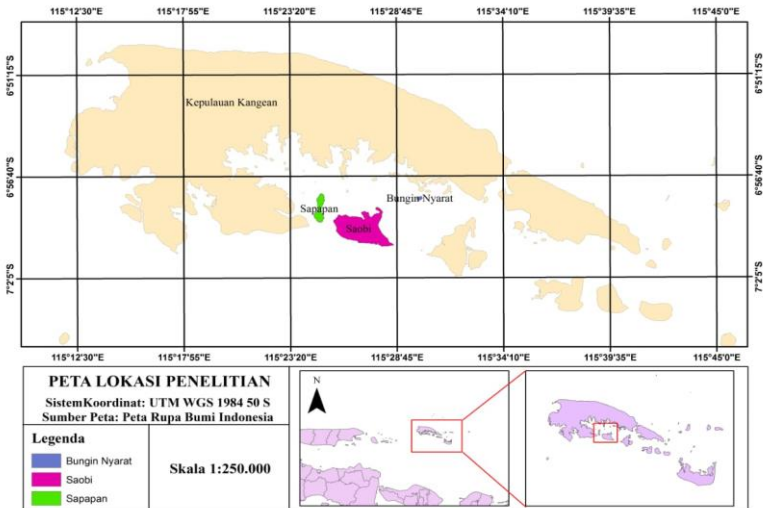 115°12'30"E 115°17'55"E 115°23'20"E 115°28'45"E 115°34'10"E 115°39'35"E 115°45'0"E
6°51'15"S 6°51'15"S
Kepulauan Kangean
6°56'40"S 6°56'40"S
Bungin Nyarat
Sapapan
Saobi
7°2'5"S 7°2'5"S
115°12'30"E 115°17'55"E 115°23'20"E 115°28'45"E 115°34'10"E 115°39'35"E 115°45'0"E
PETA LOKASI PENELITIAN
SistemKoordinat: UTM WGS 1984 50 S
Sumber Peta: Peta Rupa Bumi Indonesia
Legenda
Bungin Nyarat
Saobi
Sapapan
Skala 1:250.000
N